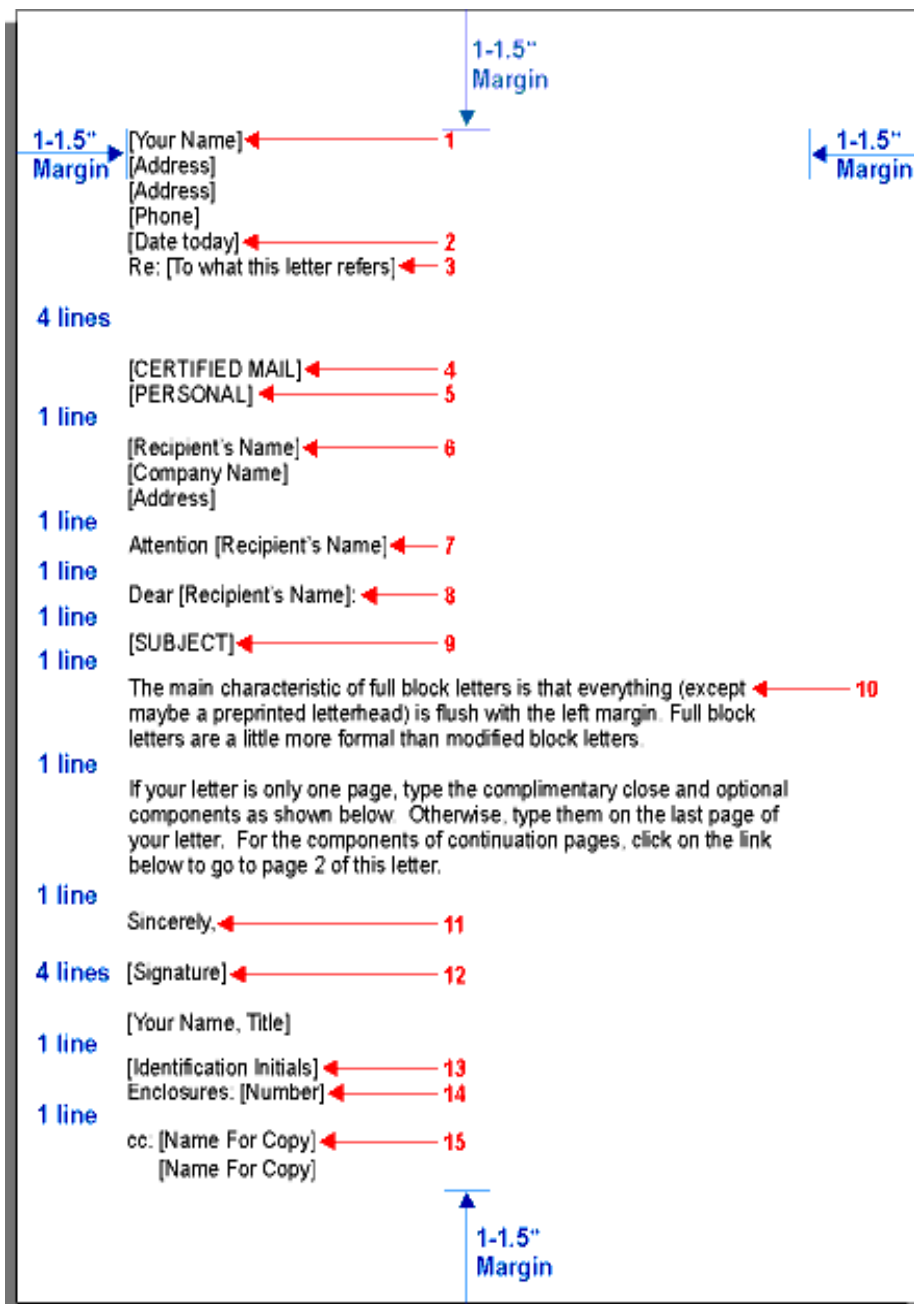 1-1.5"
Margin
1-1.5"
Margin
[Your Name] 1
1-1.5"
Margin
[Address]
[Address]
[Phone]
[Date today] 2
Re: [To what this letter refers] 3
4 lines
[CERTIFIED MAIL] 4
[PERSONAL] 5
1 line
[Recipient's Name] 6
[Company Name]
[Address]
1 line
Attention [Recipient's Name] 7
1 line
Dear [Recipient's Name]: 8
1 line
[SUBJECT] 9
1 line
The main characteristic of full block letters is that everything (except 10
maybe a preprinted letterhead) is flush with the left margin. Full block
letters are a little more formal than modified block letters.
1 line
If your letter is only one page, type the complimentary close and optional
components as shown below. Otherwise, type them on the last page of
your letter. For the components of continuation pages, click on the link
below to go to page 2 of this letter.
1 line
Sincerely, 11
4 lines [Signature] 12
[Your Name, Title]
1 line
[Identification Initials] 13
Enclosures: [Number] 14
1 line
cc: [Name For Copy] 15
[Name For Copy]
1-1.5"
Margin